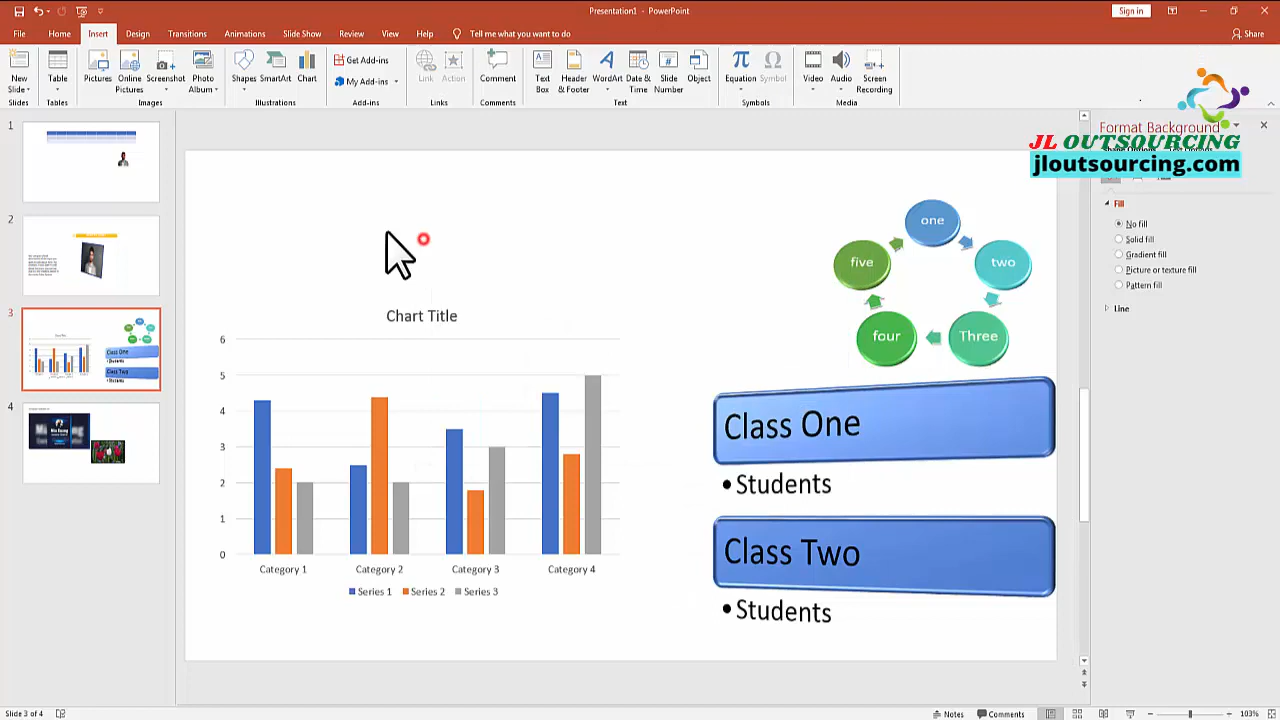 Presentation1 - PowerPoint
Sign in
File Home Insert Design Transitions Animations Slide Show Review View Help Tell me what you want to do
Share
New Slide
Table
Pictures
Online Pictures
Screenshot
Photo Album
Shapes
SmartArt
Chart
Get Add-ins
My Add-ins
Link
Action
Comment
Text Box
Header & Footer
WordArt
Date & Time
Slide Number
Object
Equation
Symbol
Video
Audio
Screen Recording
Slides Tables Images Illustrations Add-ins Links Comments Text Symbols Media
1
2
3
4
Format Background
JL OUTSOURCING
jloutsourcing.com
Fill
No fill
Solid fill
Gradient fill
Picture or texture fill
Pattern fill
Line
one
two
Three
four
five
Chart Title
6
5
4
3
2
1
0
Category 1 Category 2 Category 3 Category 4
Series 1 Series 2 Series 3
Class One
• Students
Class Two
• Students
Slide 3 of 4
Notes
Comments
103%